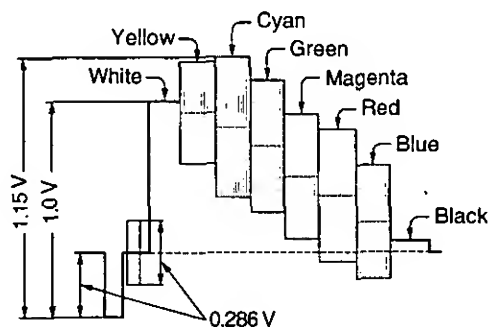 Cyan
Yellow
Green
White
Magenta
Red
Blue
1.15 V
1.0 V
Black
0.286 V